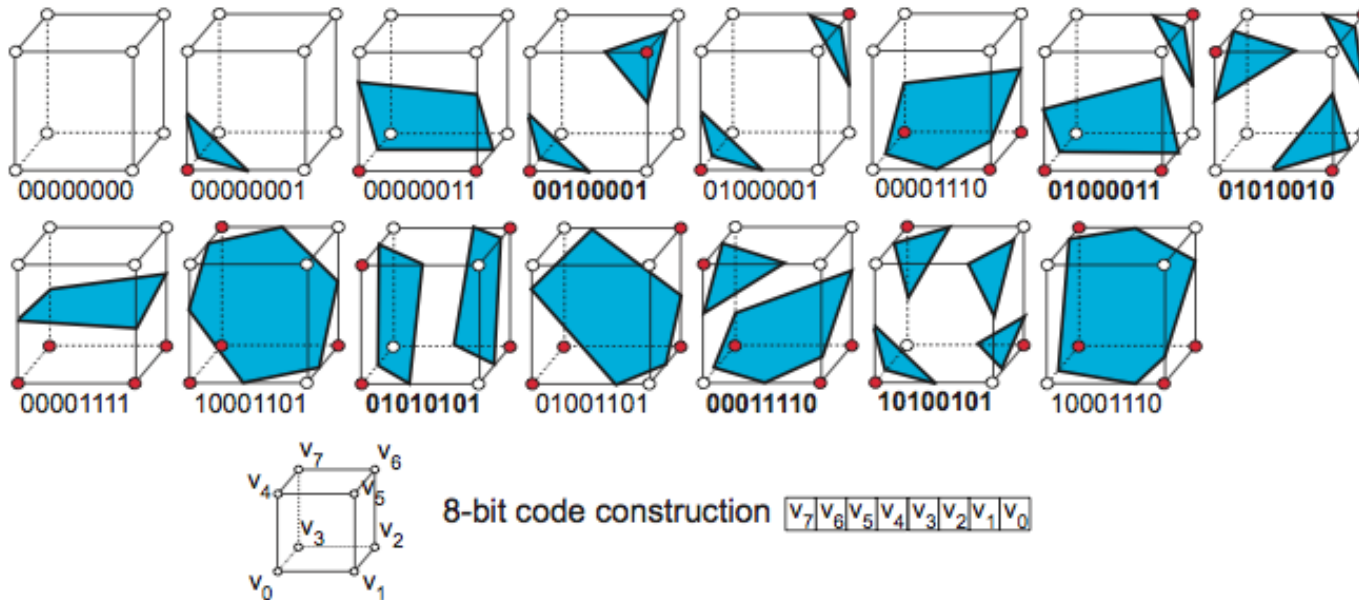 00000000 00000001 00000011 00100001 01000001 00001110 01000011 01010010
00001111 10001101 01010101 01001101 00011110 10100101 10001110
v7 v6
v4 v5
8-bit code construction v7 v6 v5 v4 v3 v2 v1 v0
v3 v2
v0 v1